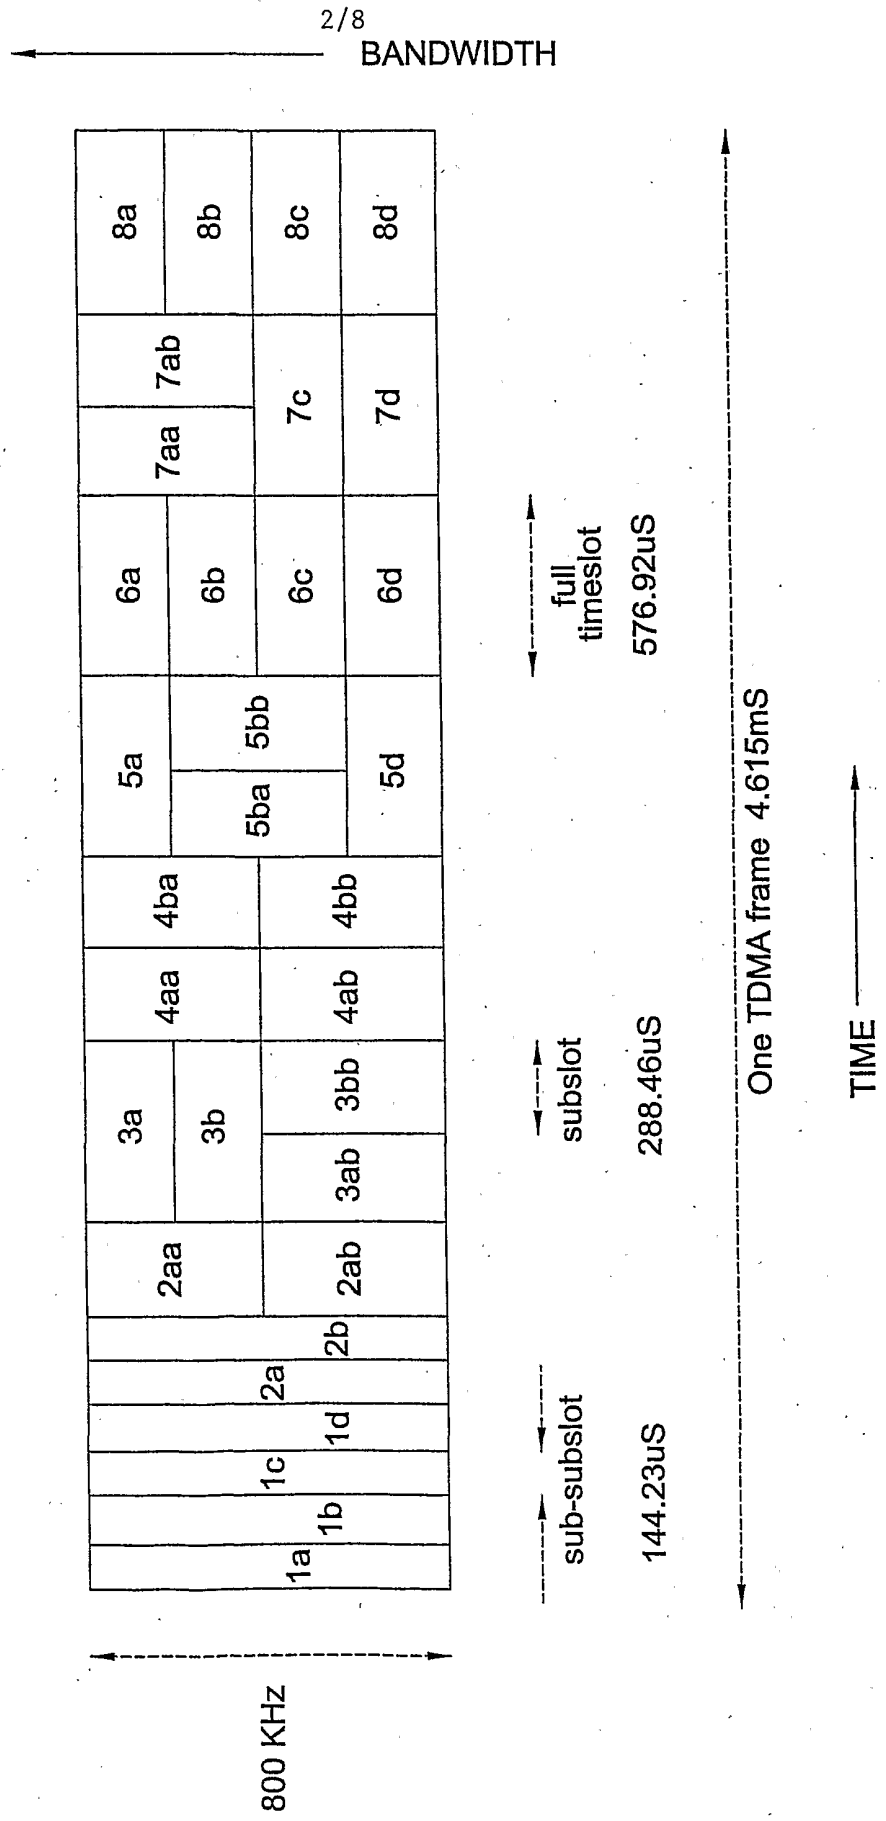 2/8
BANDWIDTH
800 KHz
1a
1b
1c
1d
2a
2b
2aa
2ab
3a
3b
3ab
3bb
4aa
4ba
4ab
4bb
5a
5ba
5bb
5d
6a
6b
6c
6d
7aa
7ab
7c
7d
8a
8b
8c
8d
sub-subslot
144.23uS
subslot
288.46uS
full
timeslot
576.92uS
One TDMA frame 4.615mS
TIME